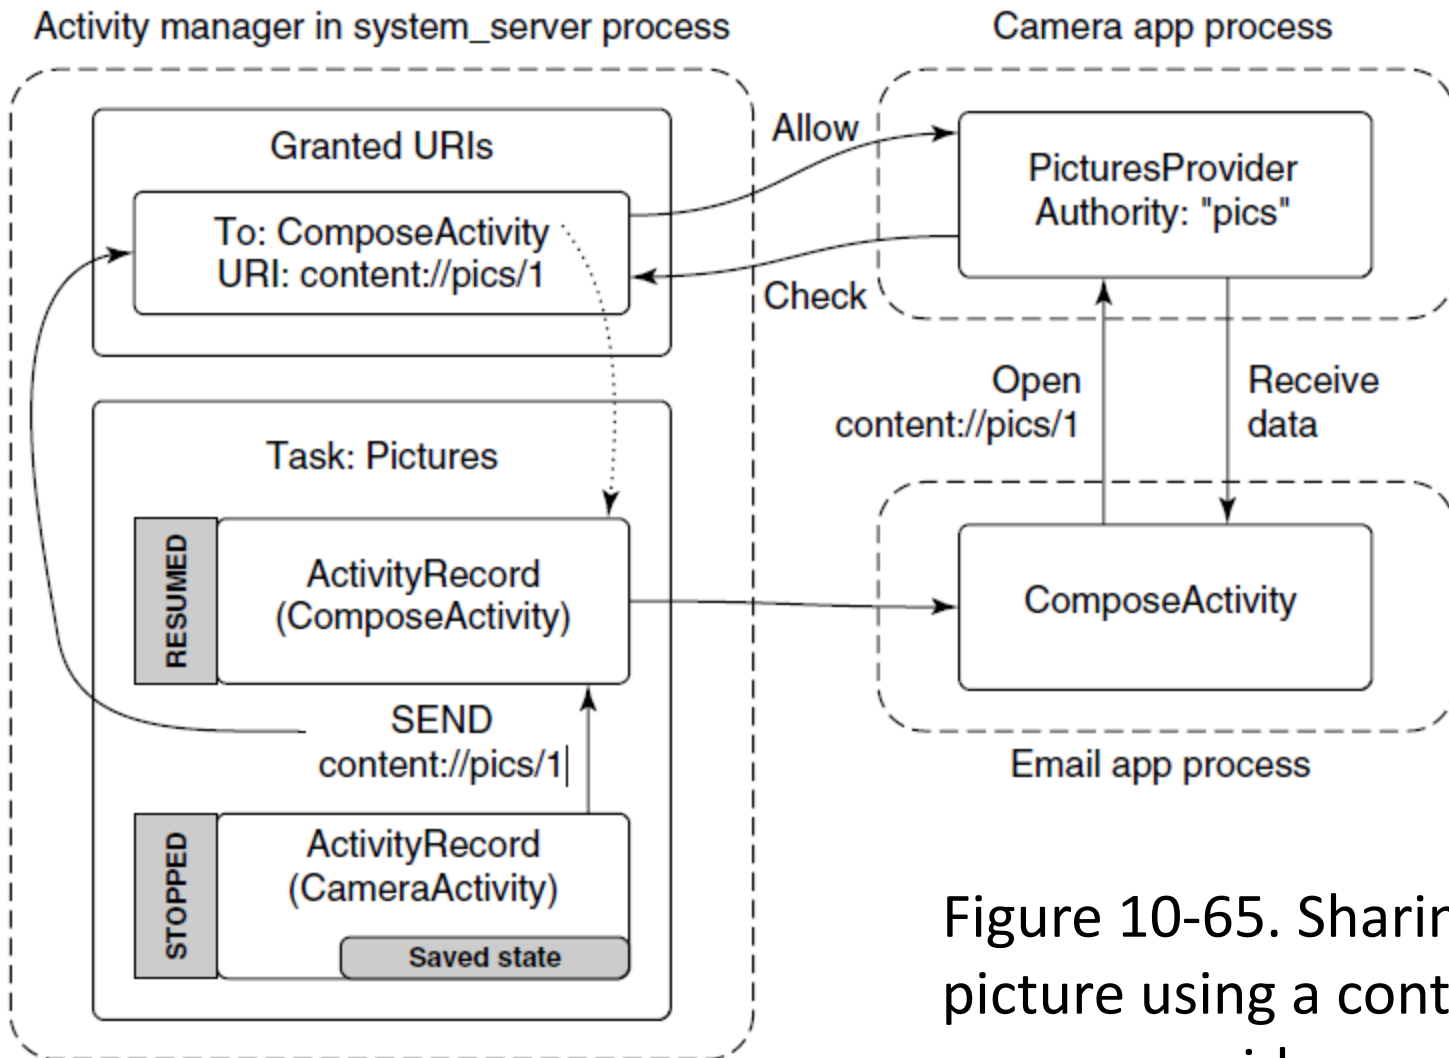 Activity manager in system_server process
Camera app process
Granted URIs
To: ComposeActivity
URI: content://pics/1
Allow
Check
PicturesProvider
Authority: "pics"
Open
content://pics/1
Receive
data
Task: Pictures
RESUMED
ActivityRecord
(ComposeActivity)
ComposeActivity
SEND
content://pics/1
Email app process
STOPPED
ActivityRecord
(CameraActivity)
Saved state
Figure 10-65.
picture using a